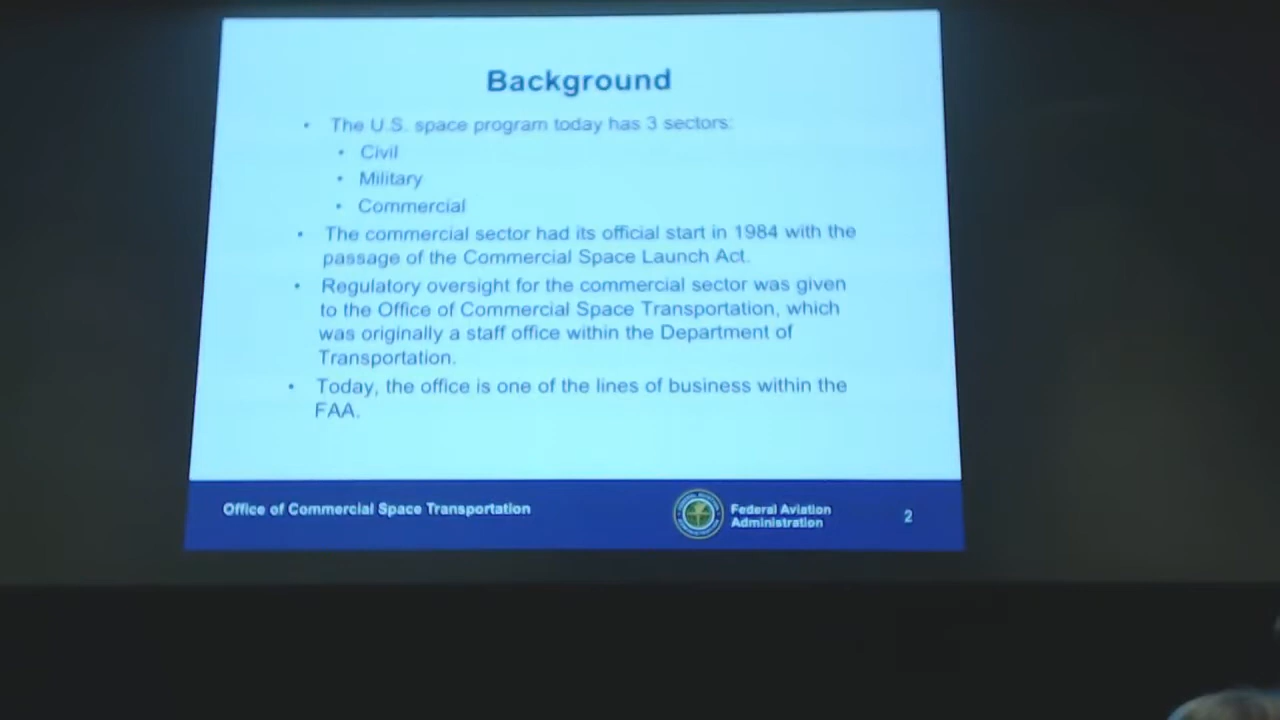 Background
• The U.S. space program today has 3 sectors:
• Civil
• Military
• Commercial
• The commercial sector had its official start in 1984 with the
passage of the Commercial Space Launch Act.
• Regulatory oversight for the commercial sector was given
to the Office of Commercial Space Transportation, which
was originally a staff office within the Department of
Transportation.
• Today, the office is one of the lines of business within the
FAA.
Office of Commercial Space Transportation
Federal Aviation
Administration
2